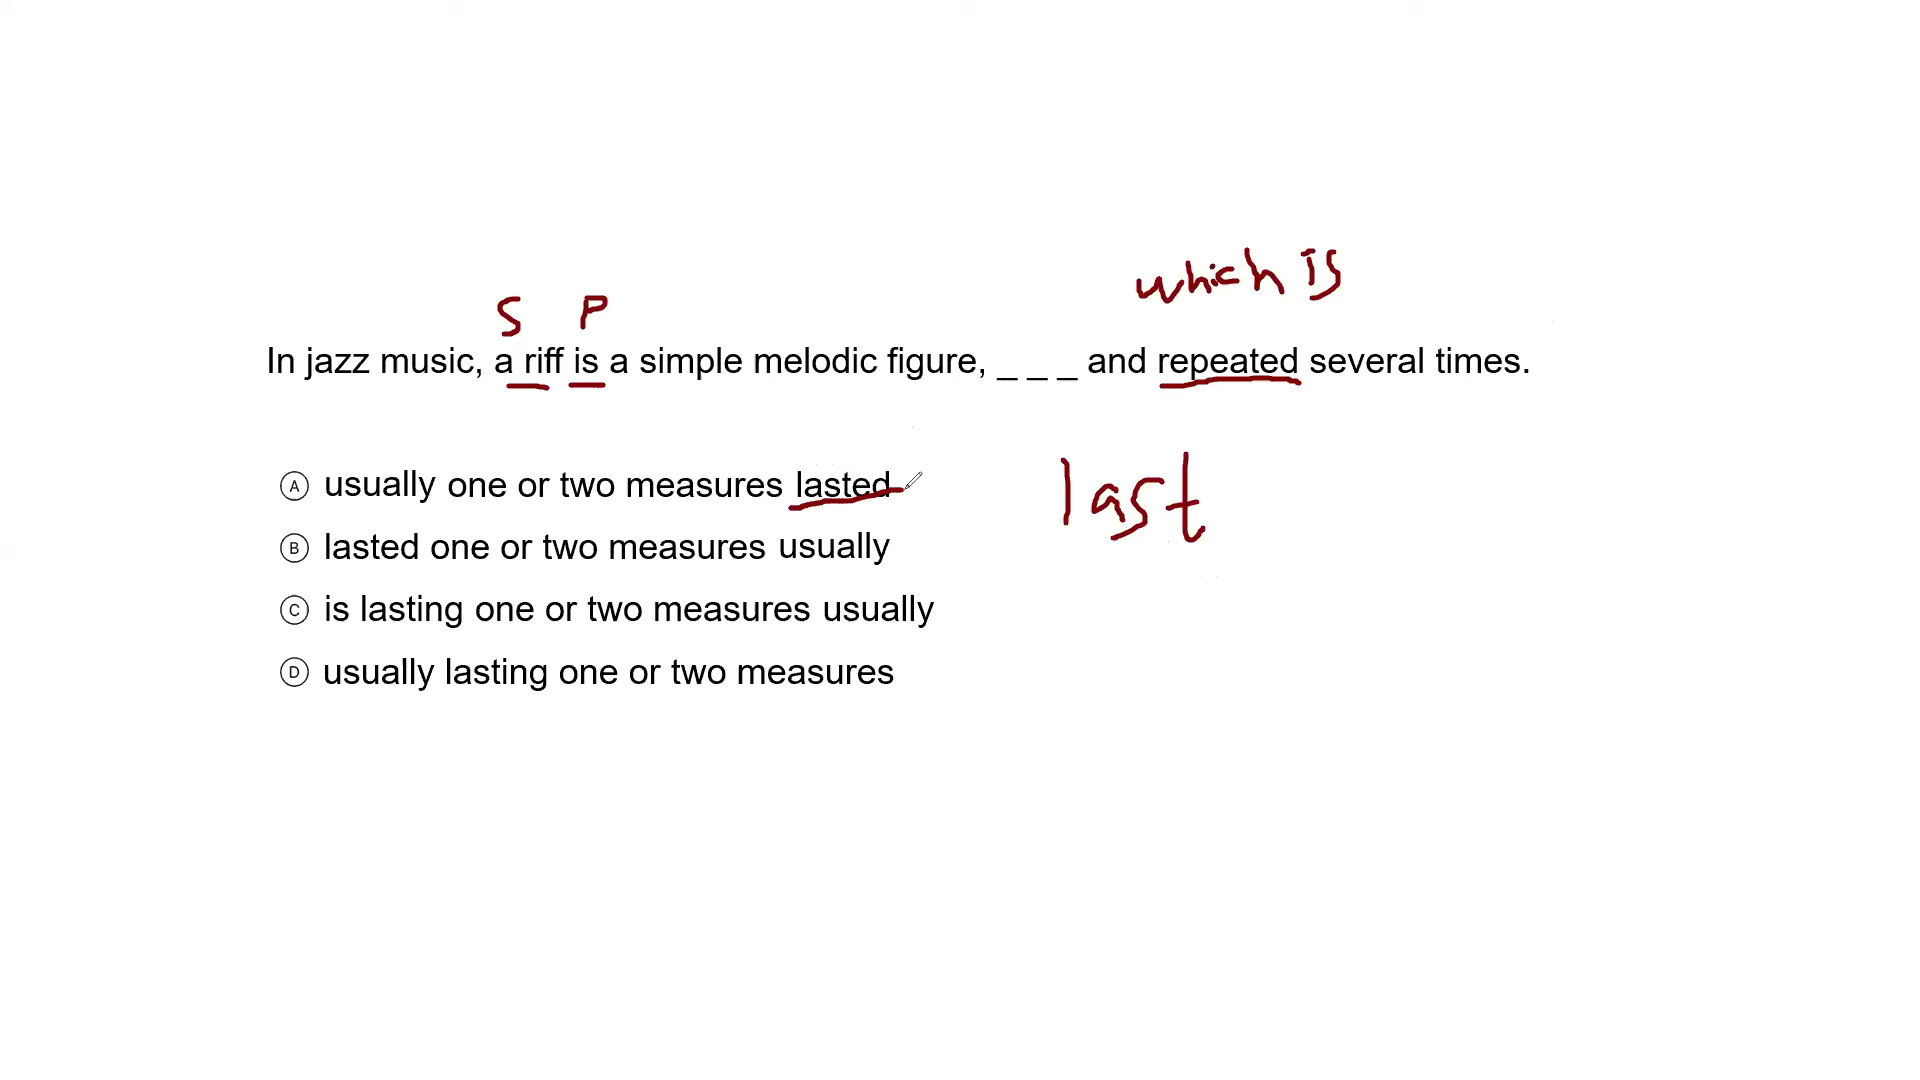 which is
S P
In jazz music, a riff is a simple melodic figure, _ _ _ and repeated several times.
last
A usually one or two measures lasted
B lasted one or two measures usually
C is lasting one or two measures usually
D usually lasting one or two measures